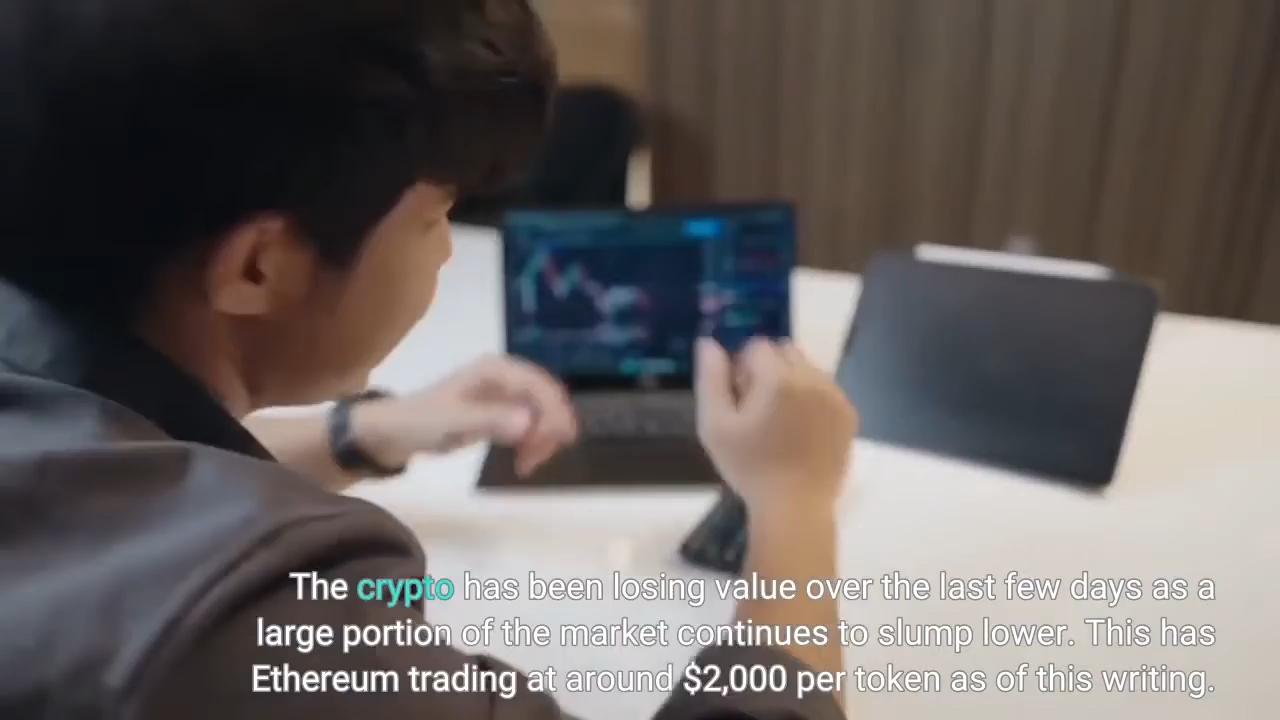 The crypto has been losing value over the last few days as a
large portion of the market continues to slump lower. This has
Ethereum trading at around $2,000 per token as of this writing.